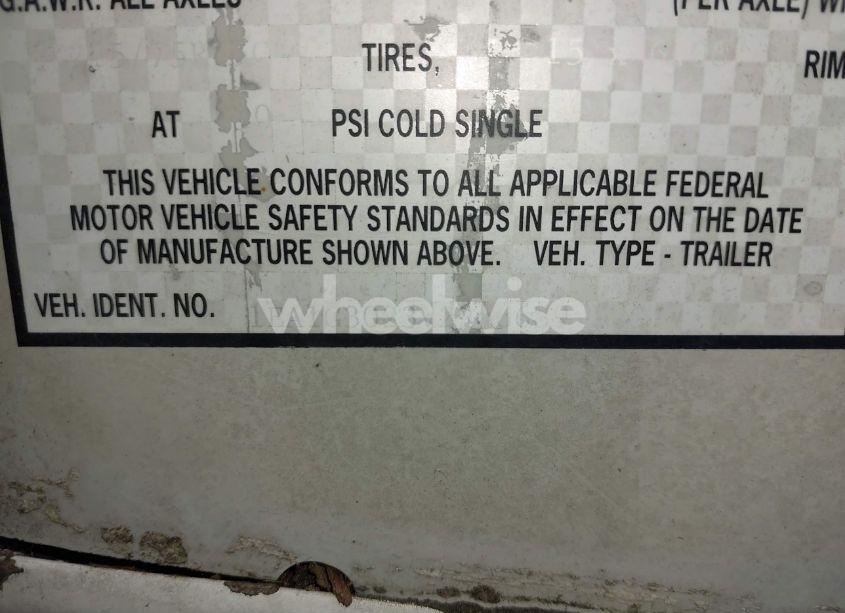 G.A.W.R. ALL AXLES (PER AXLE)
TIRES, RIM
AT PSI COLD SINGLE
THIS VEHICLE CONFORMS TO ALL APPLICABLE FEDERAL
MOTOR VEHICLE SAFETY STANDARDS IN EFFECT ON THE DATE
OF MANUFACTURE SHOWN ABOVE. VEH. TYPE - TRAILER
VEH. IDENT. NO.
wheelwise